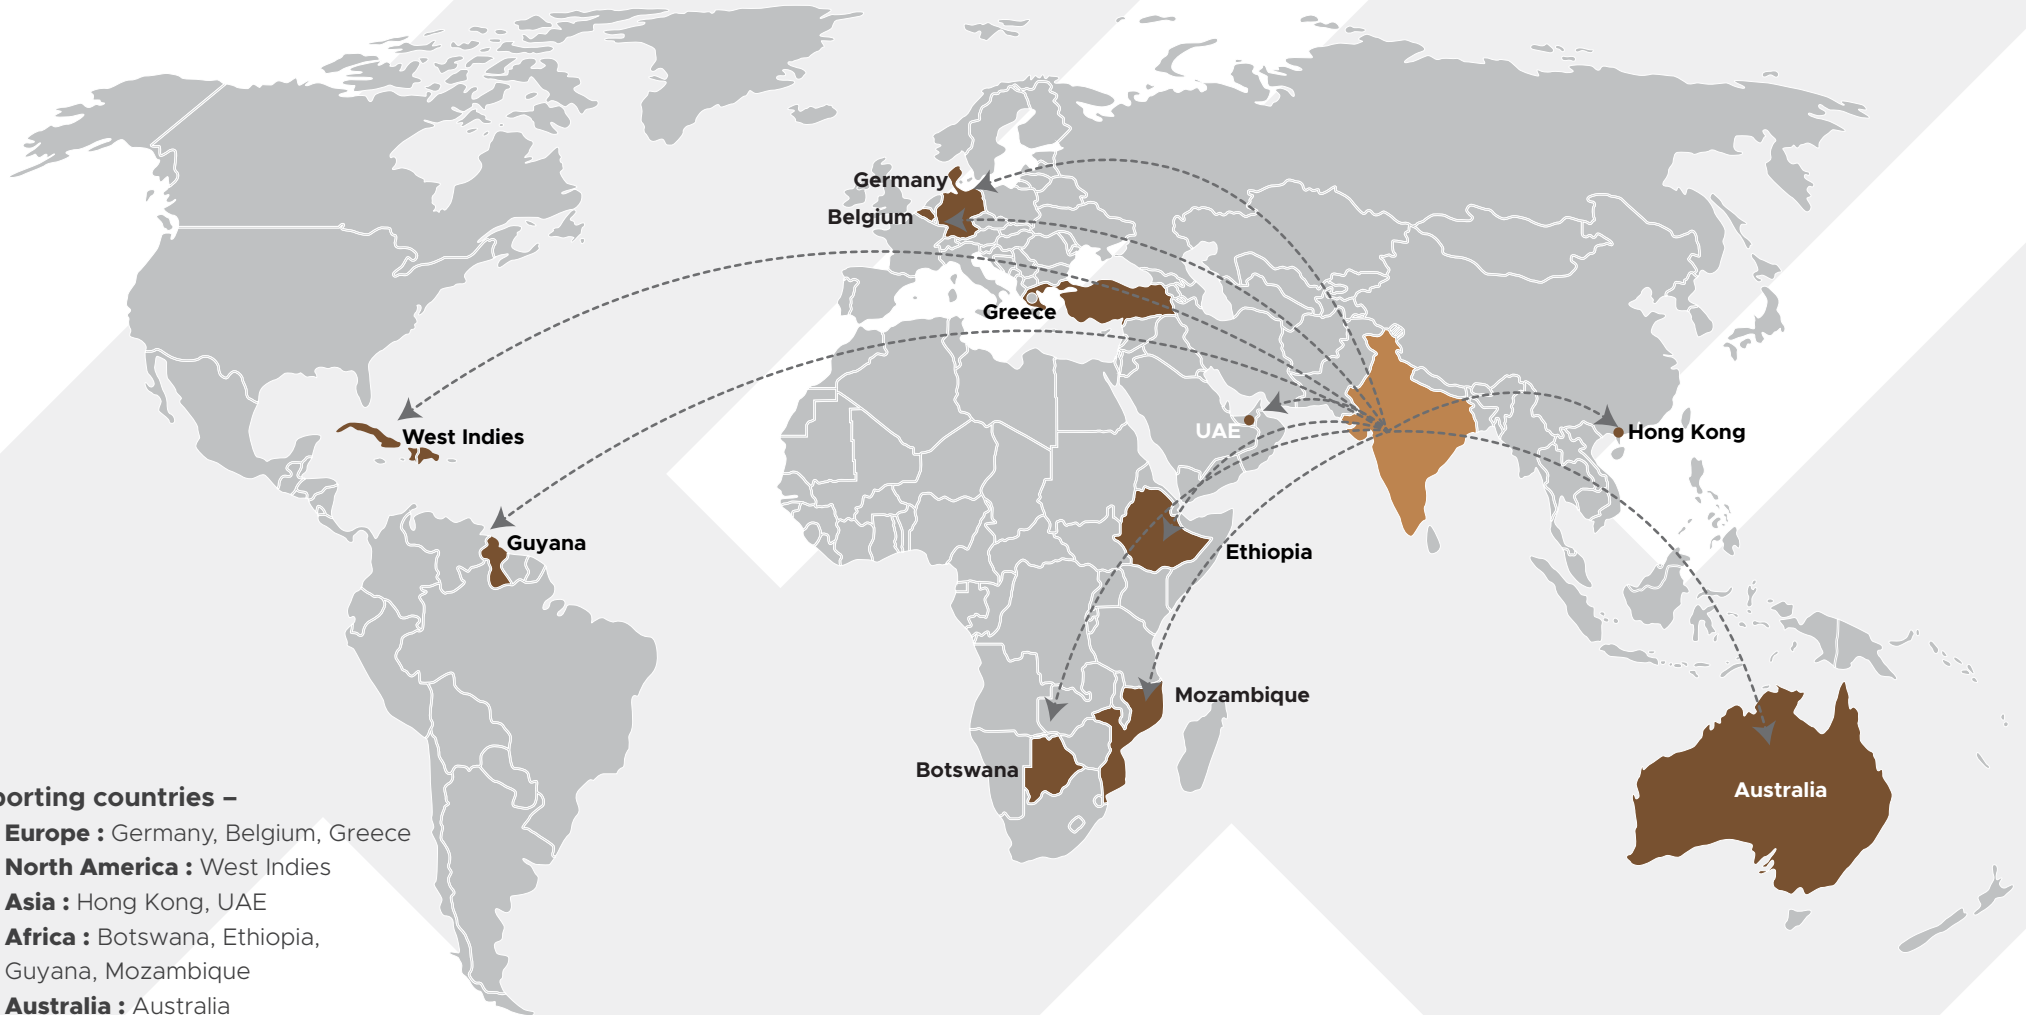 Germany
Belgium
Greece
West Indies
UAE
Hong Kong
Guyana
Ethiopia
Mozambique
Botswana
Australia
porting countries –
Europe : Germany, Belgium, Greece
North America : West Indies
Asia : Hong Kong, UAE
Africa : Botswana, Ethiopia,
Guyana, Mozambique
Australia : Australia